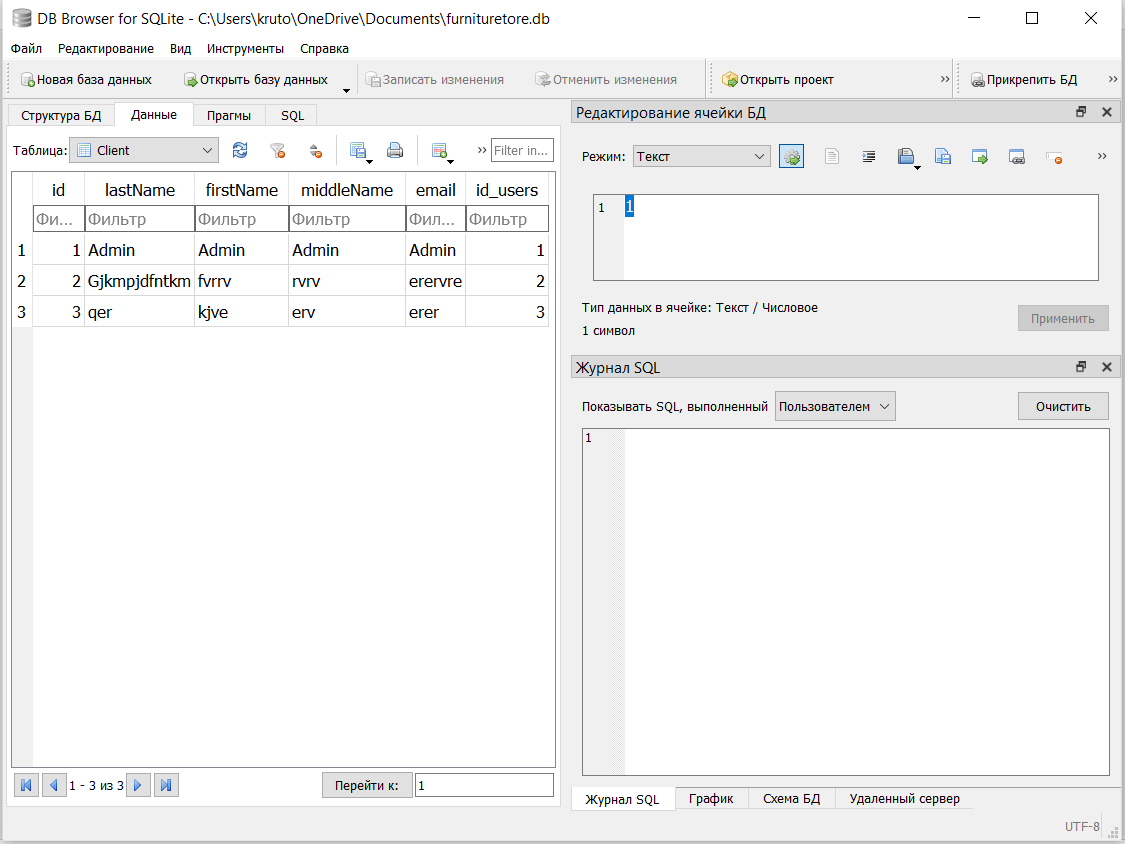 DB Browser for SQLite - C:\Users\kruto\OneDrive\Documents\furnituretore.db
Файл Редактирование Вид Инструменты Справка
Новая база данных Открыть базу данных Записать изменения Отменить изменения Открыть проект » Прикрепить БД »
Структура БД Данные Прагмы SQL
Таблица: Client » Filter in...
id lastName firstName middleName email id_users
Фи... Фильтр Фильтр Фильтр Фил... Фильтр
1 1 Admin Admin Admin Admin 1
2 2 Gjkmpjdfntkm fvrrv rvrv erervre 2
3 3 qer kjve erv erer 3
1 - 3 из 3 Перейти к: 1
Редактирование ячейки БД
Режим: Текст »
1 1
Тип данных в ячейке: Текст / Числовое
1 символ
Применить
Журнал SQL
Показывать SQL, выполненный Пользователем Очистить
1
Журнал SQL График Схема БД Удаленный сервер
UTF-8